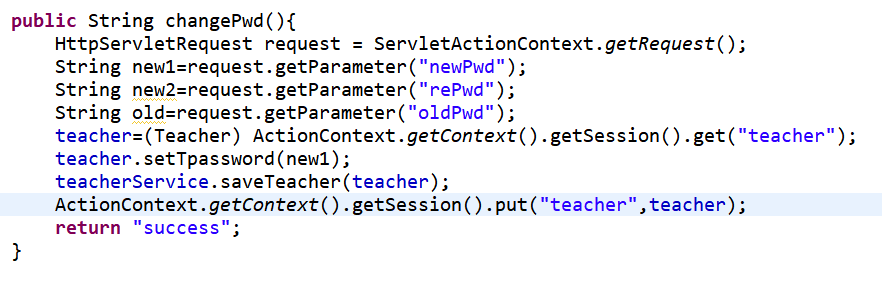 public String changePwd(){
    HttpServletRequest request = ServletActionContext.getRequest();
    String new1=request.getParameter("newPwd");
    String new2=request.getParameter("rePwd");
    String old=request.getParameter("oldPwd");
    teacher=(Teacher) ActionContext.getContext().getSession().get("teacher");
    teacher.setTpassword(new1);
    teacherService.saveTeacher(teacher);
    ActionContext.getContext().getSession().put("teacher",teacher);
    return "success";
}